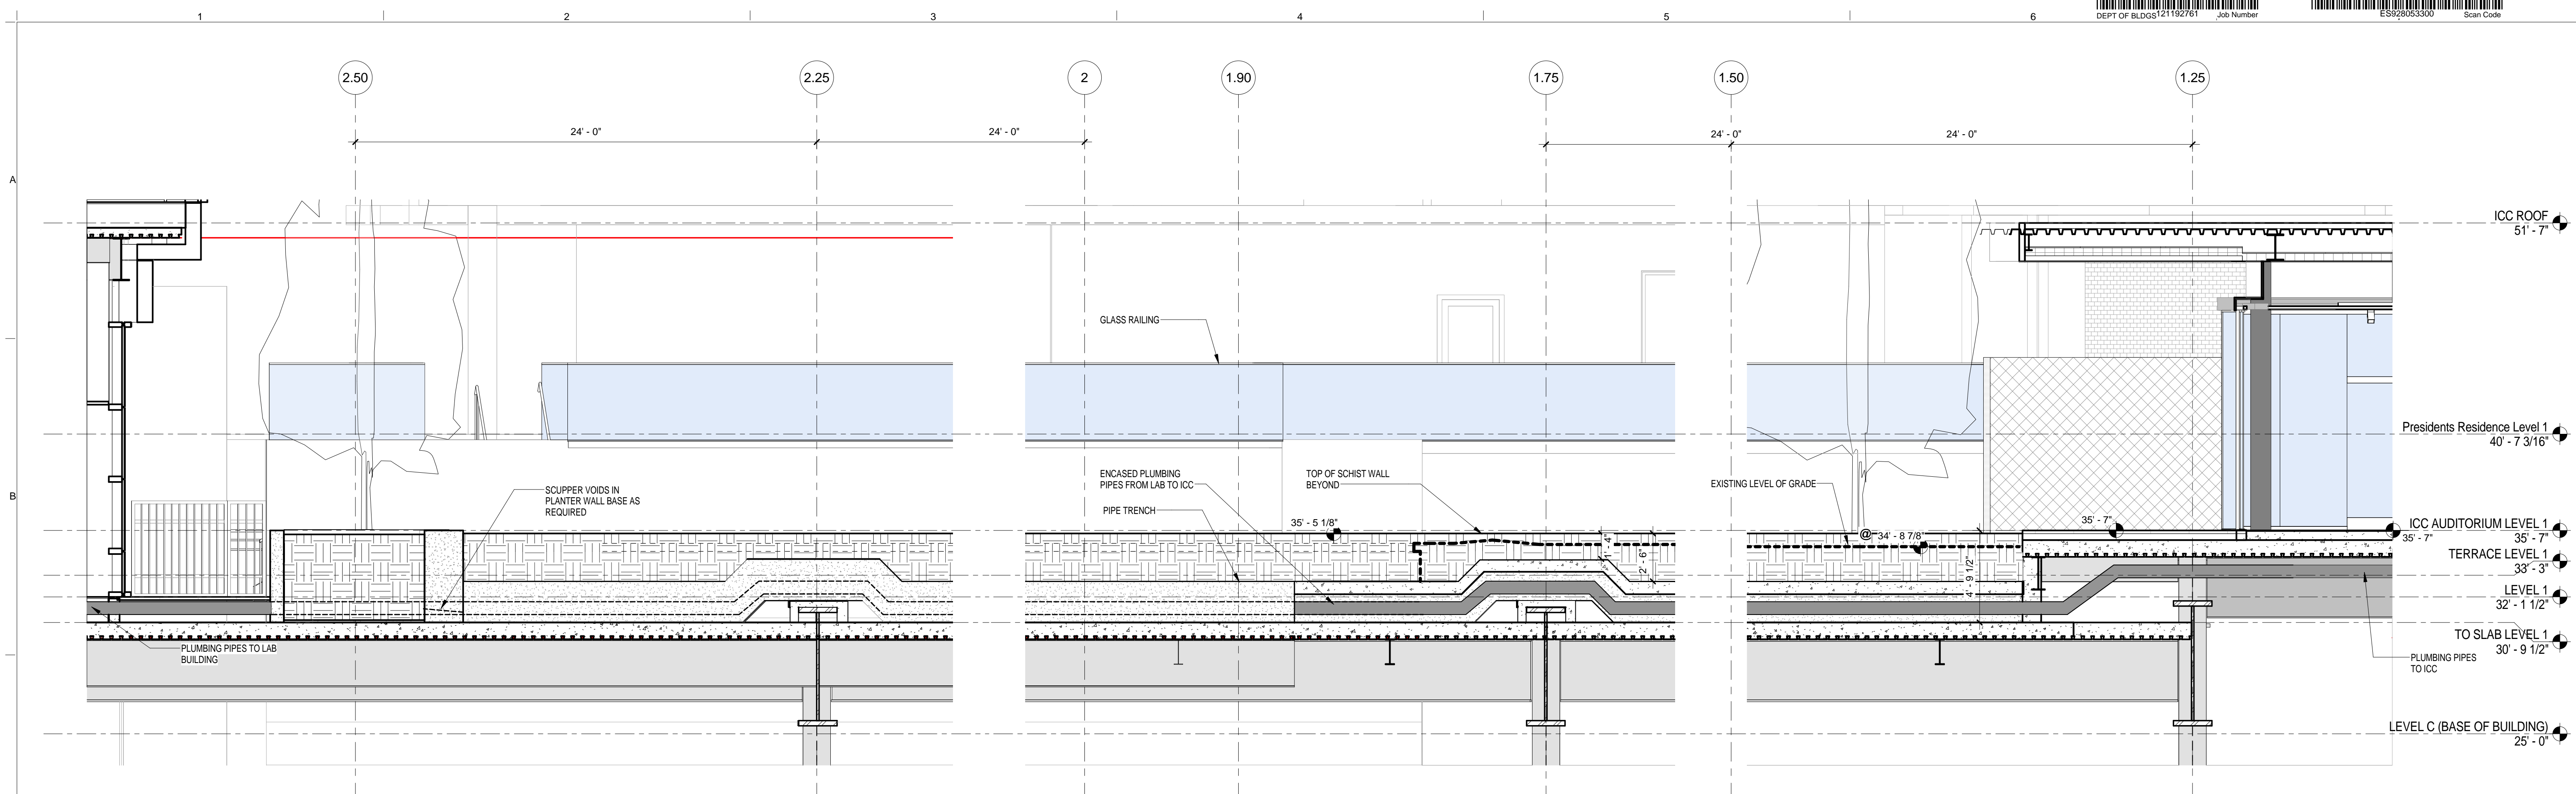 1 2 3 4 5 6
DEPT OF BLDGS 121192761 Job Number
ES928053300 Scan Code
2.50 2.25 2 1.90 1.75 1.50 1.25
24' - 0" 24' - 0" 24' - 0" 24' - 0"
A
ICC ROOF
51' - 7"
GLASS RAILING
Presidents Residence Level 1
40' - 7 3/16"
B
SCUPPER VOIDS IN
PLANTER WALL BASE AS
REQUIRED
ENCASED PLUMBING
PIPES FROM LAB TO ICC
PIPE TRENCH
TOP OF SCHIST WALL
BEYOND
EXISTING LEVEL OF GRADE
35' - 5 1/8"
1' - 4"
2' - 6"
@ 34' - 8 7/8"
4' - 9 1/2"
35' - 7"
35' - 7"
ICC AUDITORIUM LEVEL 1
35' - 7"
TERRACE LEVEL 1
33' - 3"
LEVEL 1
32' - 1 1/2"
TO SLAB LEVEL 1
30' - 9 1/2"
PLUMBING PIPES TO LAB
BUILDING
PLUMBING PIPES
TO ICC
LEVEL C (BASE OF BUILDING)
25' - 0"